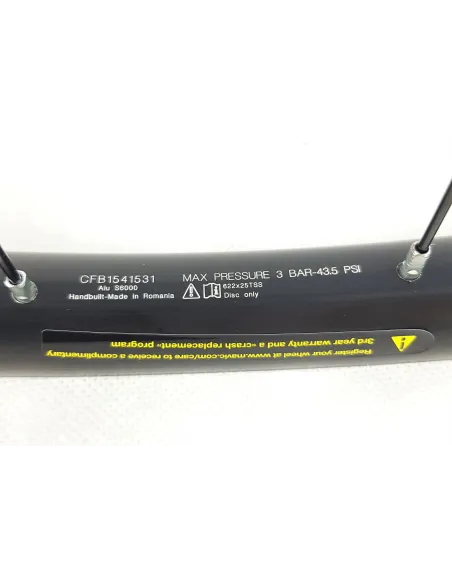 CFB1541531
Alu S6000
Handbuilt-Made in Romania
MAX PRESSURE 3 BAR-43.5 PSI
622x25TSS
Disc only
Register your wheel at www.mavic.com/care to receive a complimentary
3rd year warranty and a «crash replacement» program